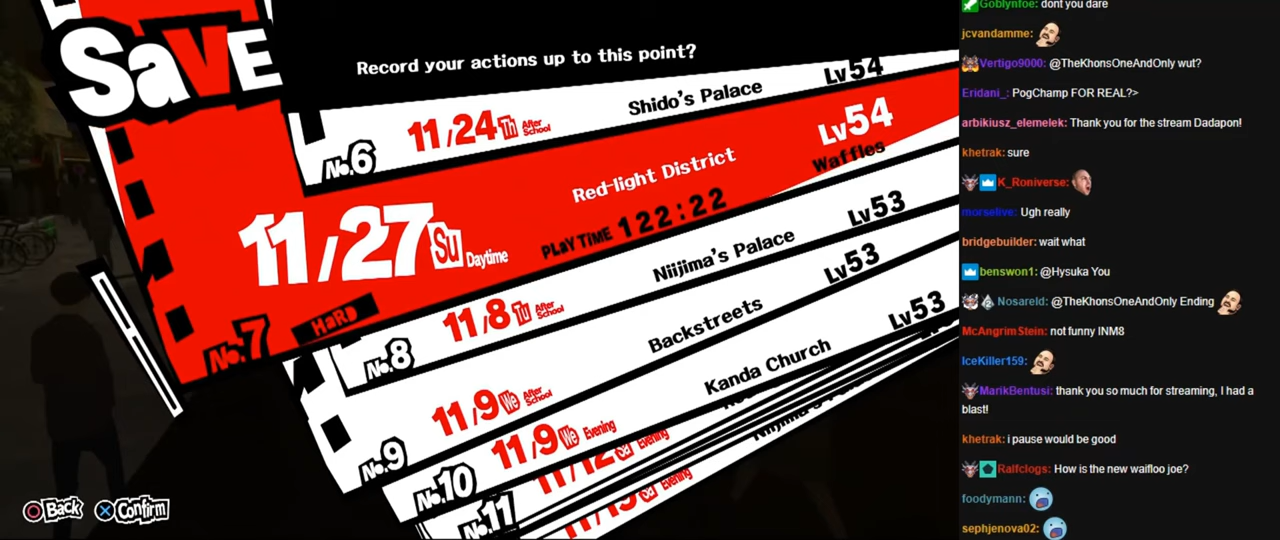 SaVE
Record your actions up to this point?
No.6 11/24 Th After School Shido's Palace Lv54
No.7 11/27 Su Daytime Red-light District Lv54
HaRD PLaY TiME 122:22 Waffles
No.8 11/8 Tu After School Niijima's Palace Lv53
No.9 11/9 We After School Backstreets Lv53
No.10 11/9 We Evening Kanda Church Lv53
No.11 11/12 Sa Evening
Sa Evening
Back Confirm
Goblynfoe: dont you dare
jcvandamme:
Vertigo9000: @TheKhonsOneAndOnly wut?
Eridani_: PogChamp FOR REAL?>
arbikiusz_elemelek: Thank you for the stream Dadapon!
khetrak: sure
K_Roniverse:
morselive: Ugh really
bridgebuilder: wait what
benswon1: @Hysuka You
Nosareld: @TheKhonsOneAndOnly Ending
McAngrimStein: not funny INM8
IceKiller159:
MarikBentusi: thank you so much for streaming, I had a
blast!
khetrak: i pause would be good
Ralfclogs: How is the new waifloo joe?
foodymann:
sephjenova02: